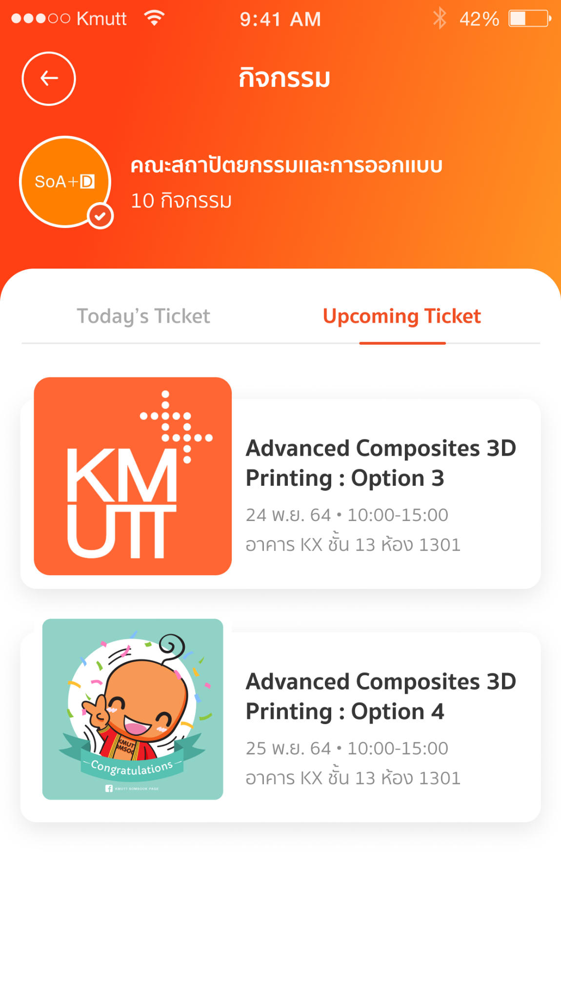 Kmutt 9:41 AM 42%
กิจกรรม
SoA+D
คณะสถาปัตยกรรมและการออกแบบ
10 กิจกรรม
Today's Ticket Upcoming Ticket
KM
UTT
Advanced Composites 3D
Printing : Option 3
24 พ.ย. 64 • 10:00-15:00
อาคาร KX ชั้น 13 ห้อง 1301
Advanced Composites 3D
Printing : Option 4
25 พ.ย. 64 • 10:00-15:00
อาคาร KX ชั้น 13 ห้อง 1301
KMUTT
Congratulations
KMUTT BOMBOOK PAGE